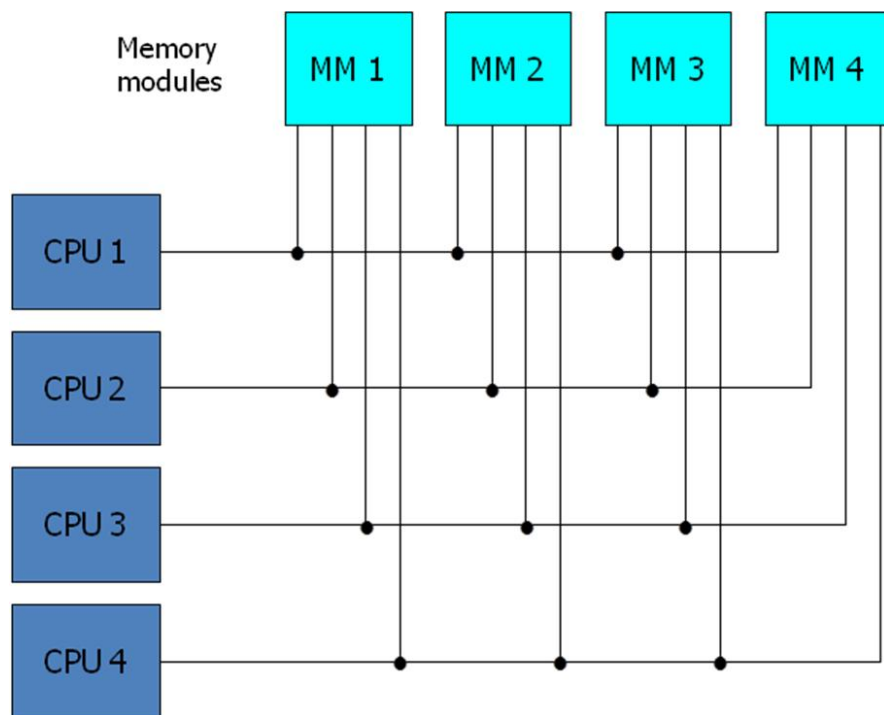 Memory
modules
MM 1
MM 2
MM 3
MM 4
CPU 1
CPU 2
CPU 3
CPU 4